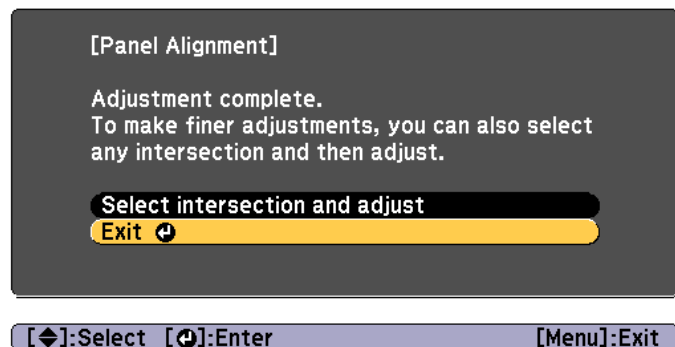 [Panel Alignment]
Adjustment complete.
To make finer adjustments, you can also select
any intersection and then adjust.
Select intersection and adjust
Exit
[]:Select []:Enter [Menu]:Exit